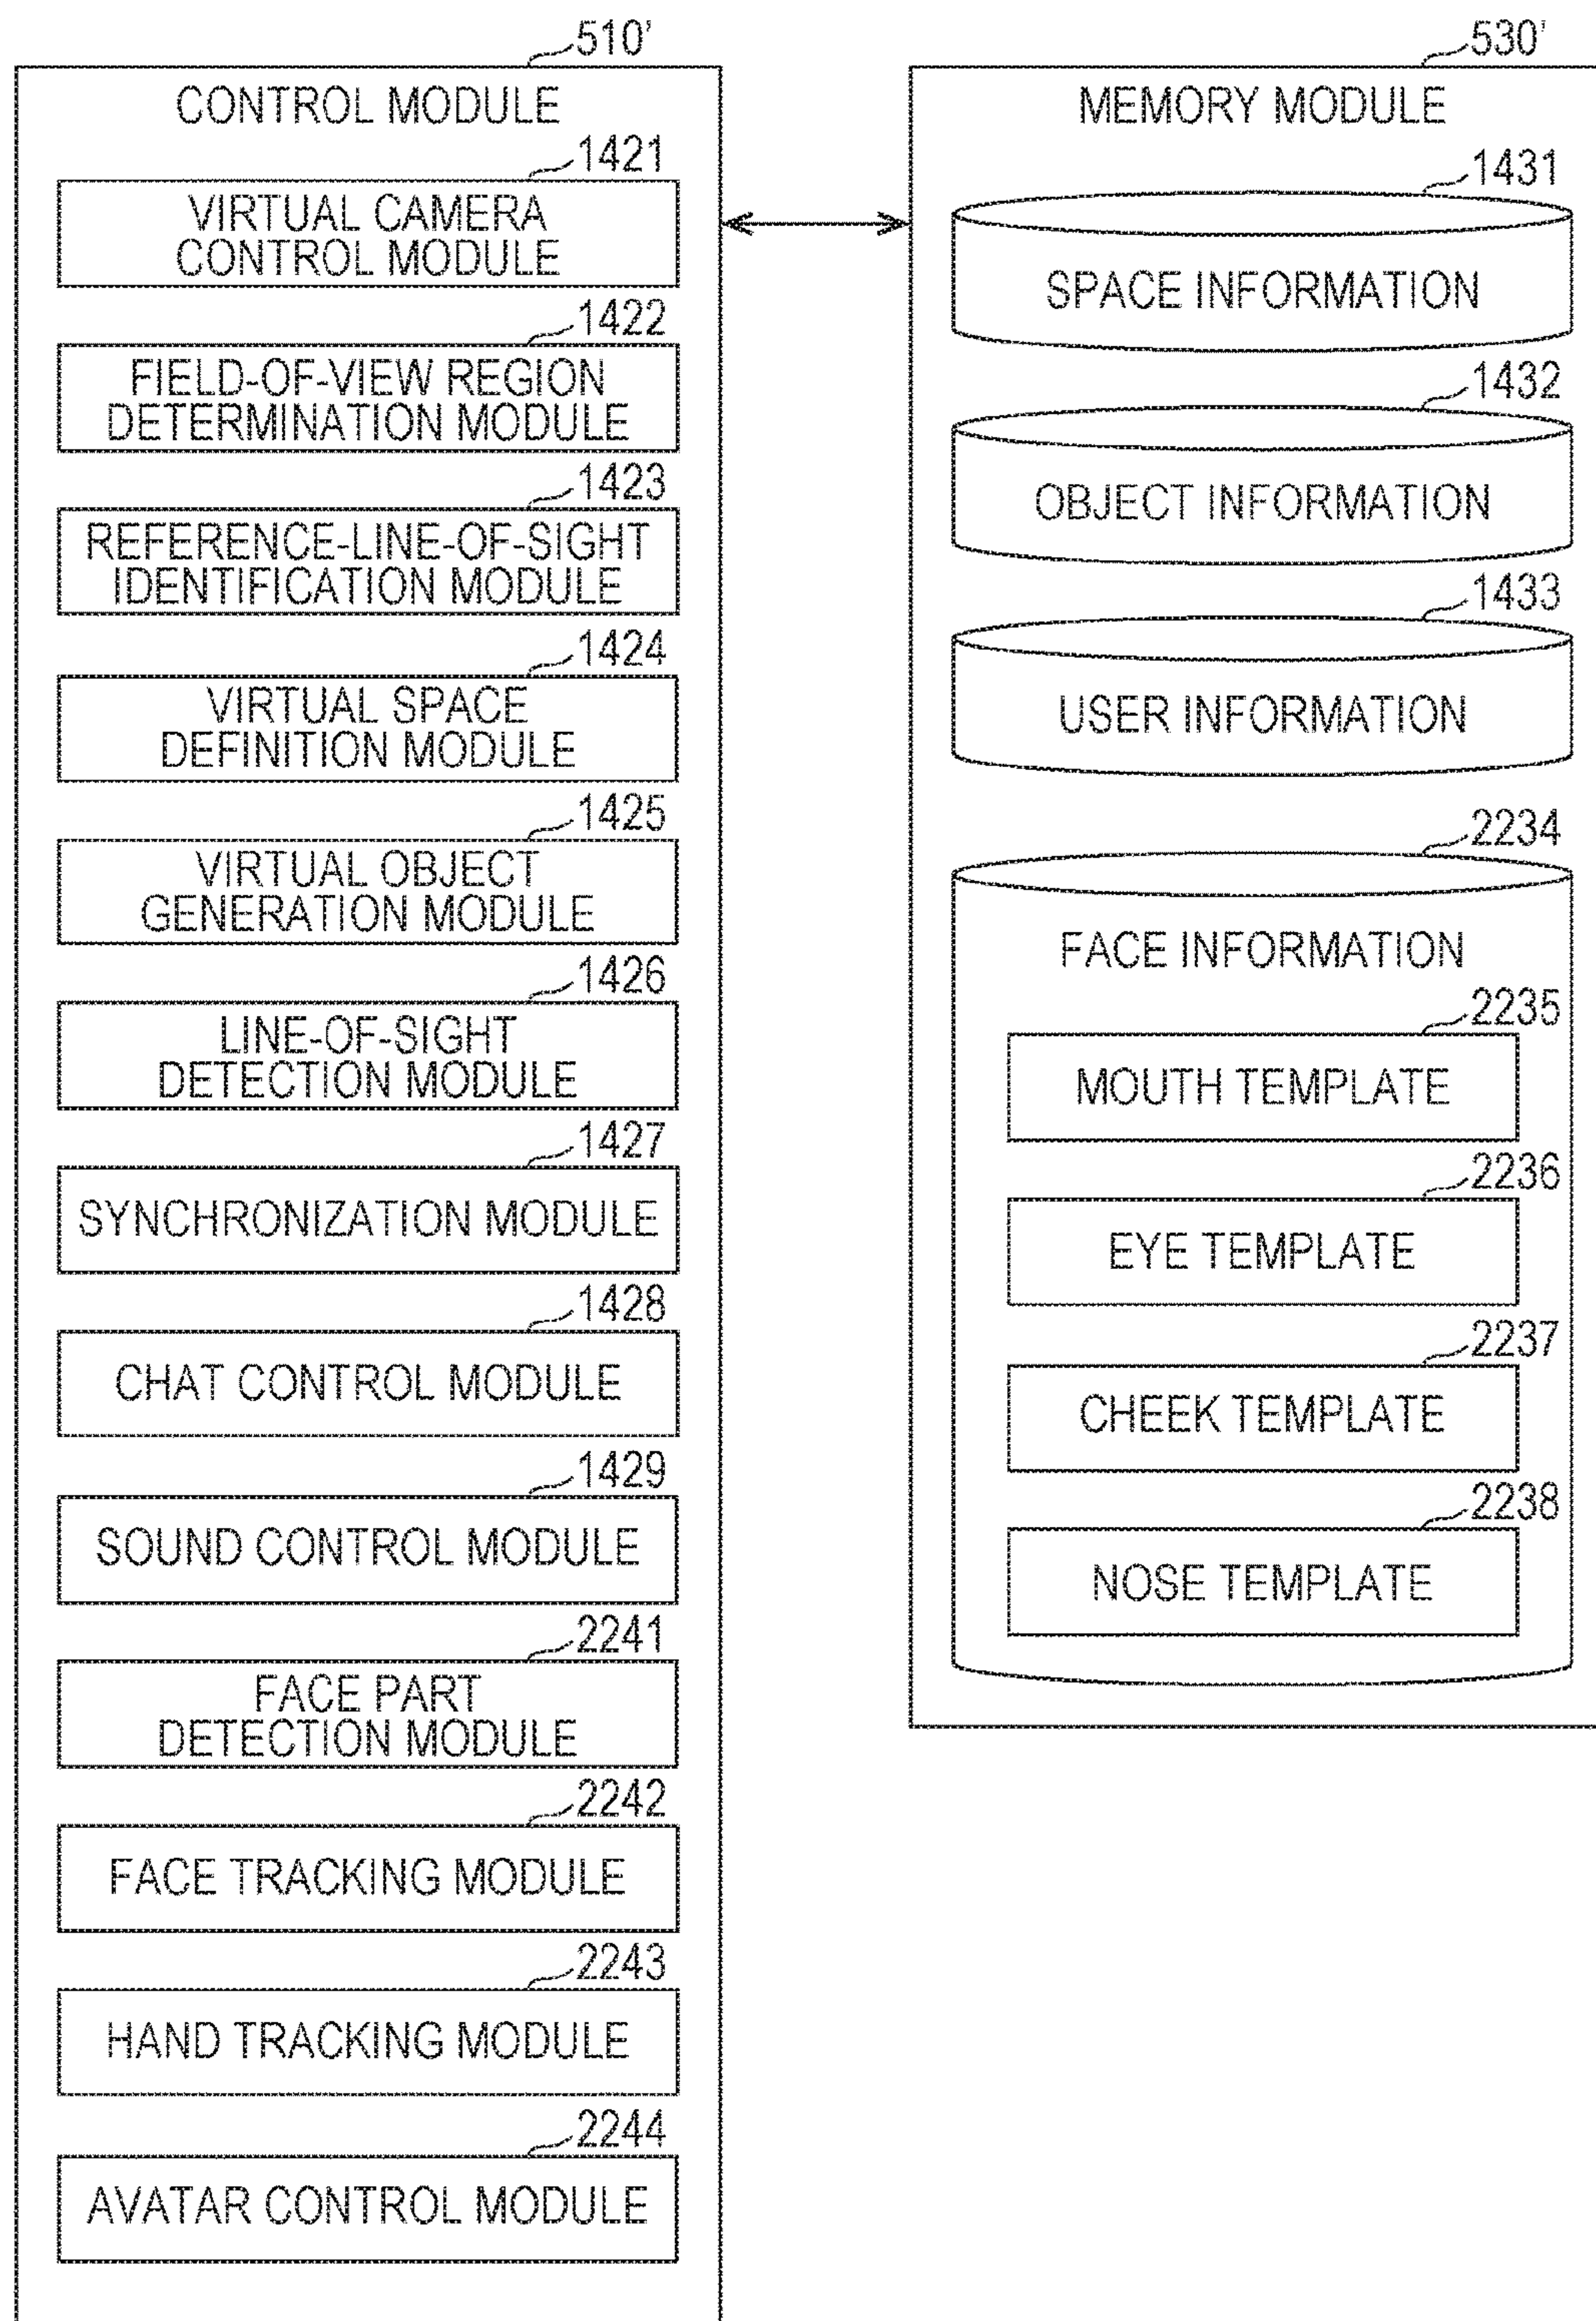 510'
CONTROL MODULE
1421
VIRTUAL CAMERA
CONTROL MODULE
1422
FIELD-OF-VIEW REGION
DETERMINATION MODULE
1423
REFERENCE-LINE-OF-SIGHT
IDENTIFICATION MODULE
1424
VIRTUAL SPACE
DEFINITION MODULE
1425
VIRTUAL OBJECT
GENERATION MODULE
1426
LINE-OF-SIGHT
DETECTION MODULE
1427
SYNCHRONIZATION MODULE
1428
CHAT CONTROL MODULE
1429
SOUND CONTROL MODULE
2241
FACE PART
DETECTION MODULE
2242
FACE TRACKING MODULE
2243
HAND TRACKING MODULE
2244
AVATAR CONTROL MODULE
530'
MEMORY MODULE
1431
SPACE INFORMATION
1432
OBJECT INFORMATION
1433
USER INFORMATION
2234
FACE INFORMATION
2235
MOUTH TEMPLATE
2236
EYE TEMPLATE
2237
CHEEK TEMPLATE
2238
NOSE TEMPLATE